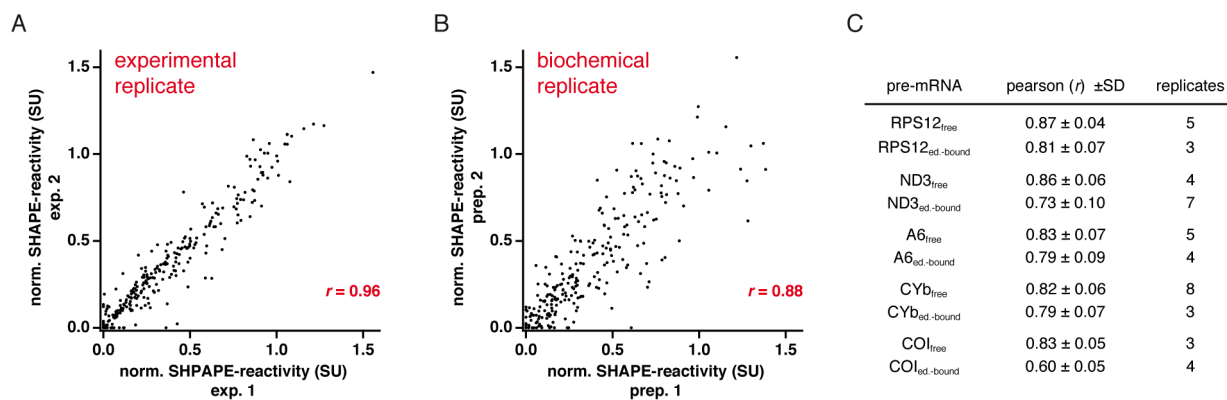 A
experimental
replicate
1.5
1.0
0.5
0.0
norm. SHAPE-reactivity (SU)
exp. 2
r = 0.96
0.0 0.5 1.0 1.5
norm. SHPAPE-reactivity (SU)
exp. 1
B
biochemical
replicate
1.5
1.0
0.5
0.0
norm. SHAPE-reactivity (SU)
prep. 2
r = 0.88
0.0 0.5 1.0 1.5
norm. SHAPE-reactivity (SU)
prep. 1
C
pre-mRNA pearson (r) ±SD replicates
RPS12free 0.87 ± 0.04 5
RPS12ed.-bound 0.81 ± 0.07 3
ND3free 0.86 ± 0.06 4
ND3ed.-bound 0.73 ± 0.10 7
A6free 0.83 ± 0.07 5
A6ed.-bound 0.79 ± 0.09 4
CYbfree 0.82 ± 0.06 8
CYbed.-bound 0.79 ± 0.07 3
COIfree 0.83 ± 0.05 3
COIed.-bound 0.60 ± 0.05 4